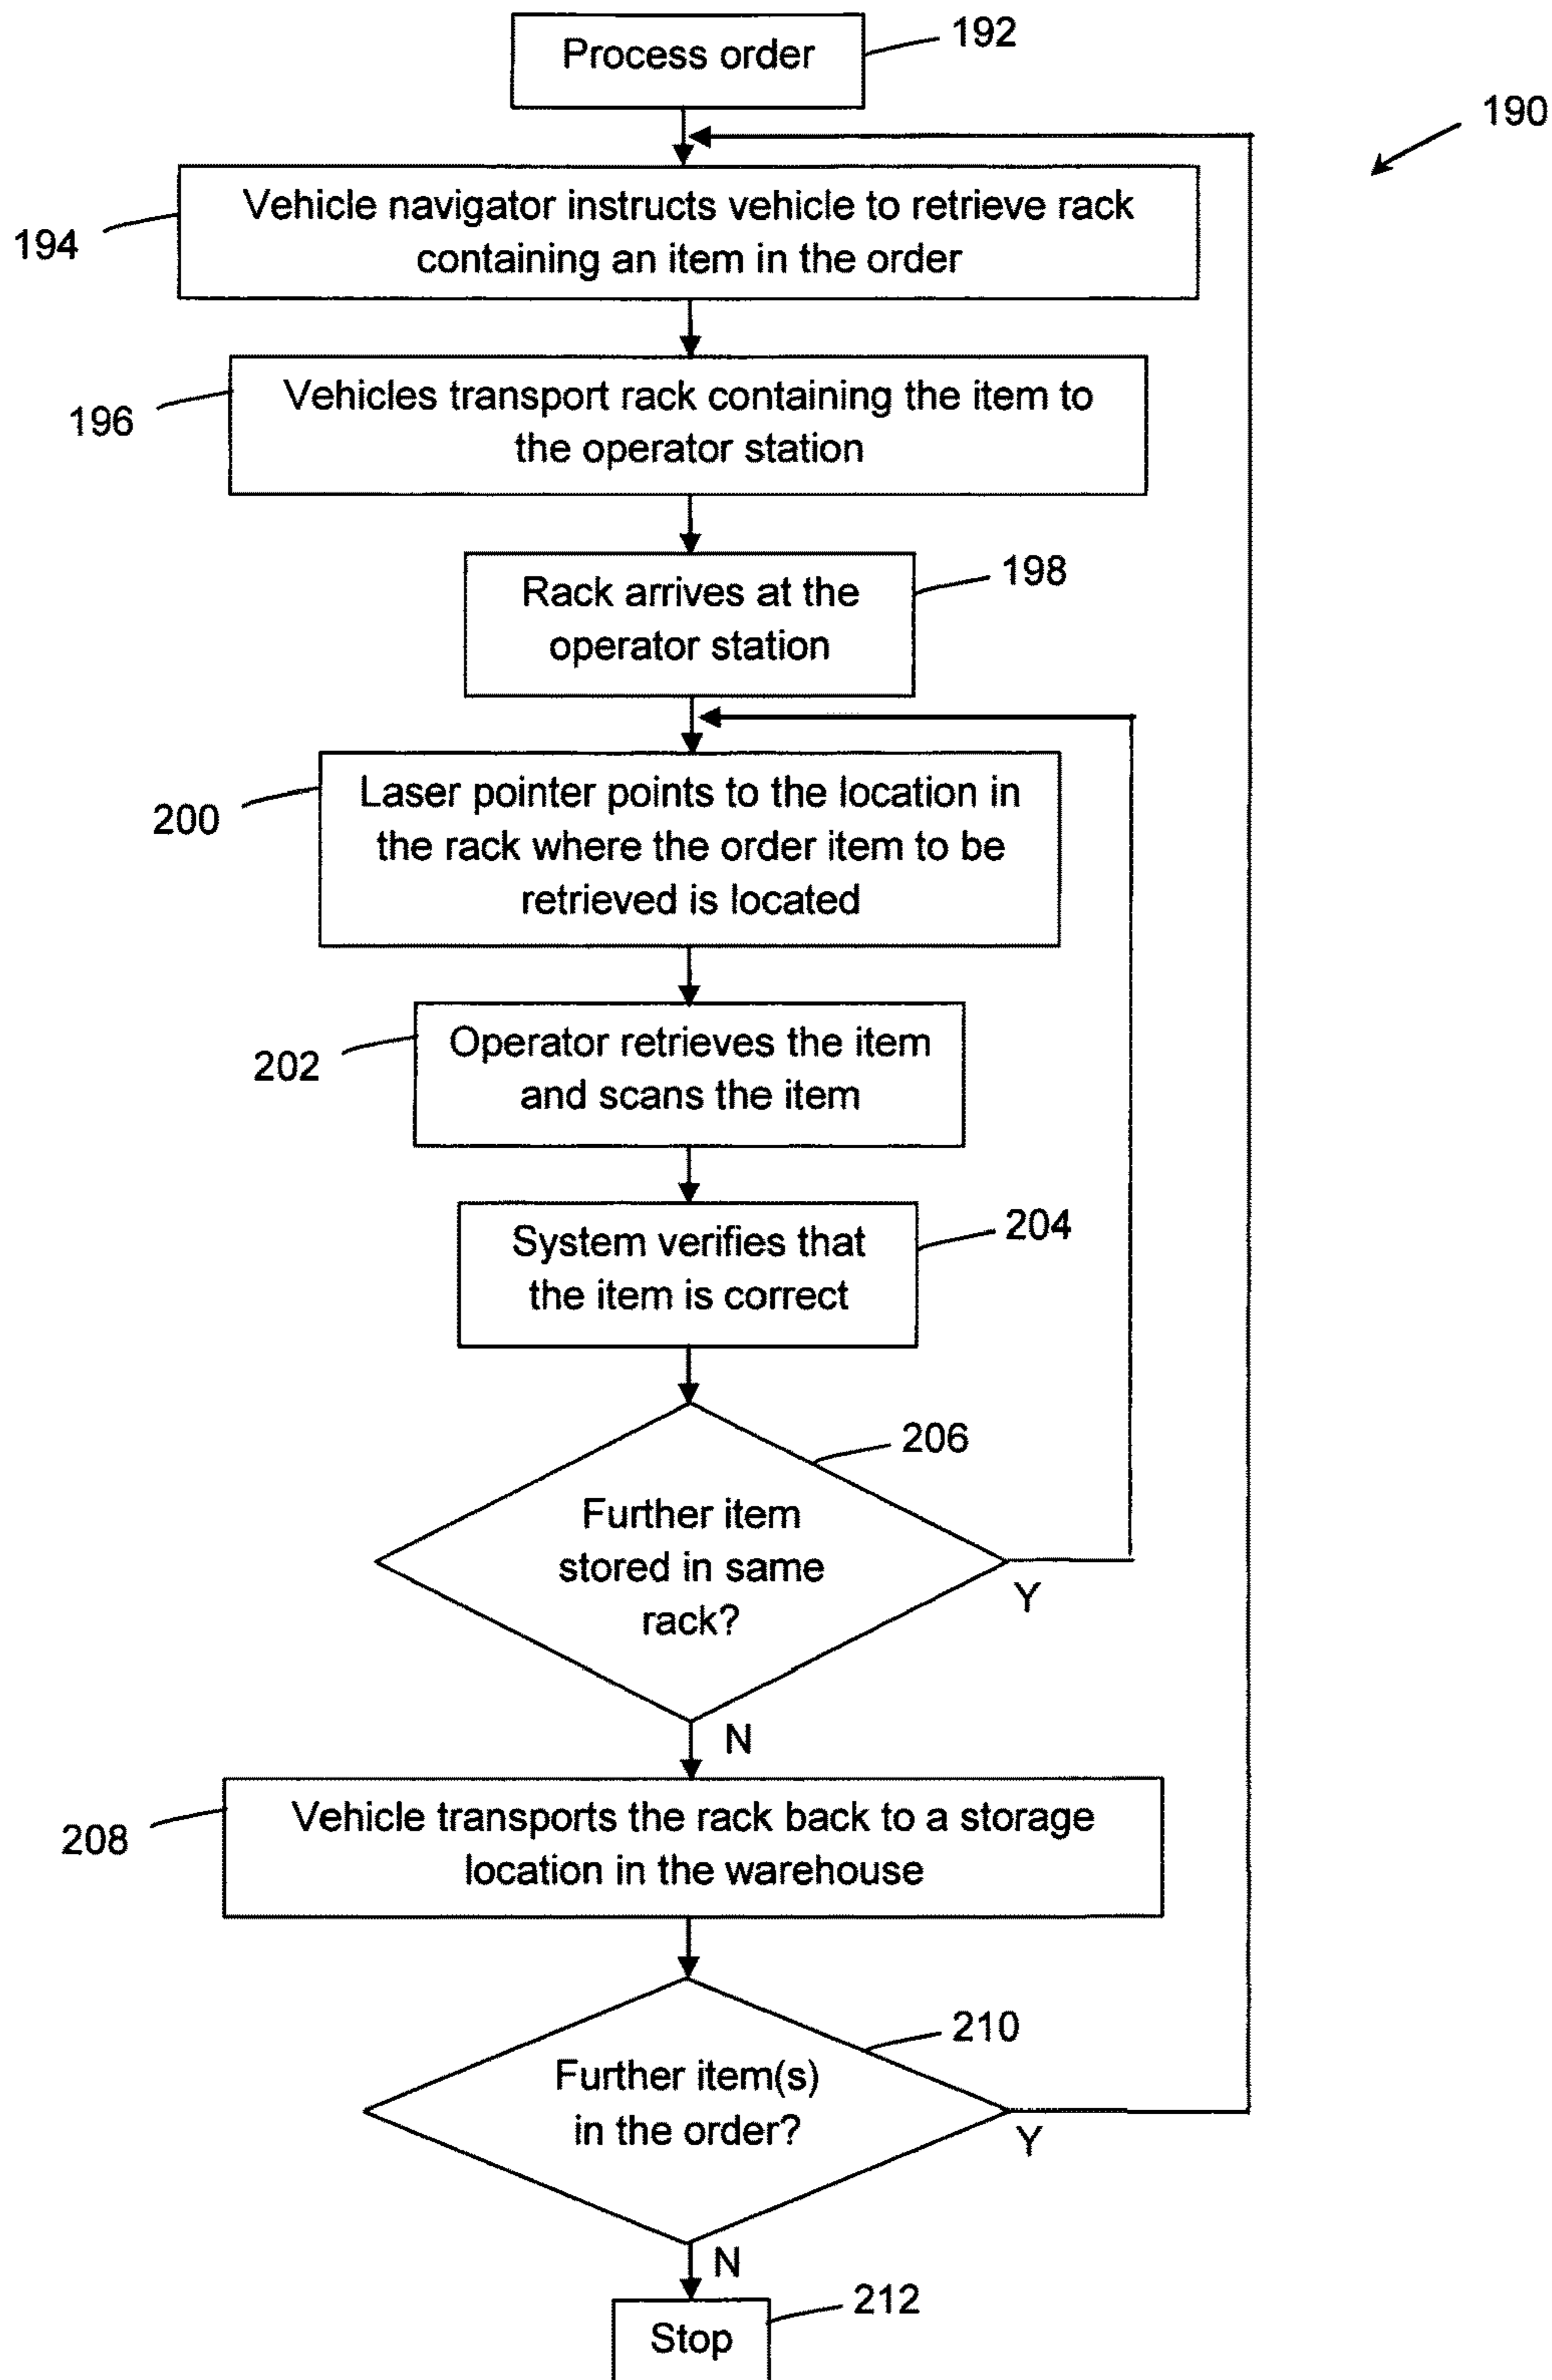 Process order
192
190
Vehicle navigator instructs vehicle to retrieve rack
containing an item in the order
194
Vehicles transport rack containing the item to
the operator station
196
Rack arrives at the
operator station
198
Laser pointer points to the location in
the rack where the order item to be
retrieved is located
200
Operator retrieves the item
and scans the item
202
System verifies that
the item is correct
204
206
Further item
stored in same
rack?
Y
N
Vehicle transports the rack back to a storage
location in the warehouse
208
210
Further item(s)
in the order?
Y
N
212
Stop